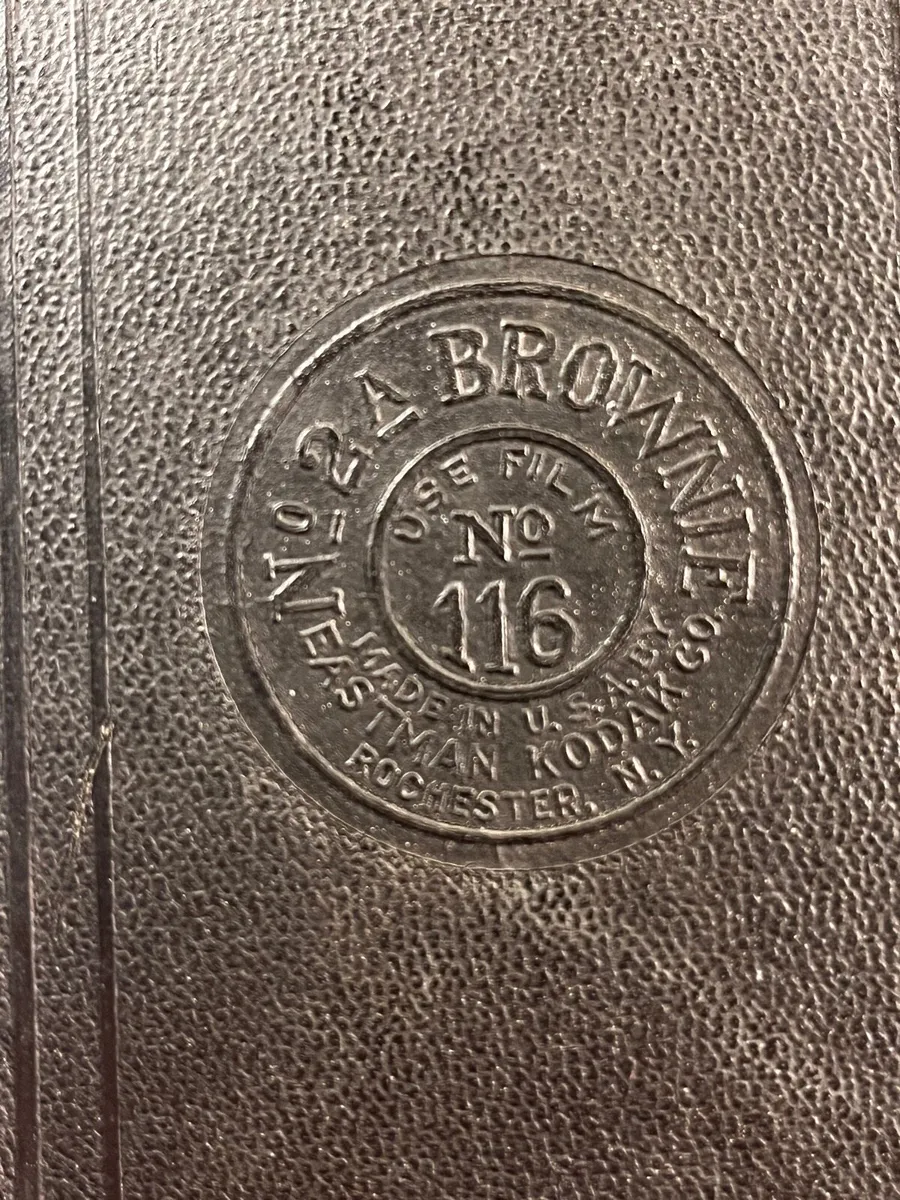 Nº 2A BROWNIE
USE FILM
Nº
116
MADE IN U.S.A. BY
EASTMAN KODAK CO.
ROCHESTER, N.Y.